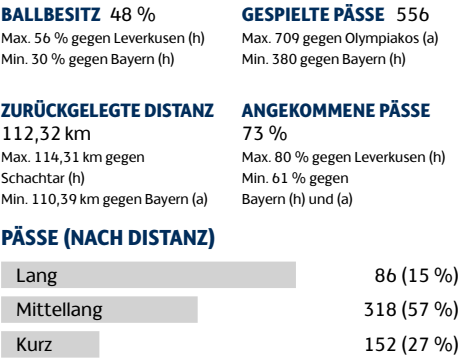 BALLBESITZ 48 %
Max. 56 % gegen Leverkusen (h)
Min. 30 % gegen Bayern (h)
GESPIELTE PÄSSE 556
Max. 709 gegen Olympiakos (a)
Min. 380 gegen Bayern (h)
ZURÜCKGELEGTE DISTANZ
112,32 km
Max. 114,31 km gegen
Schachtar (h)
Min. 110,39 km gegen Bayern (a)
ANGEKOMMENE PÄSSE
73 %
Max. 80 % gegen Leverkusen (h)
Min. 61 % gegen
Bayern (h) und (a)
PÄSSE (NACH DISTANZ)
Lang 86 (15 %)
Mittellang 318 (57 %)
Kurz 152 (27 %)